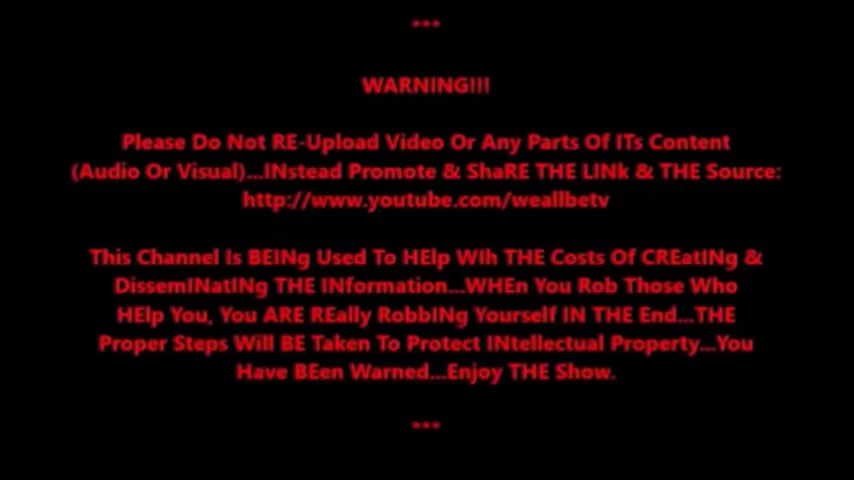 ***
WARNING!!!
Please Do Not RE-Upload Video Or Any Parts Of ITs Content
(Audio Or Visual)...INstead Promote & ShaRE THE LINk & THE Source:
http://www.youtube.com/weallbetv
This Channel Is BEINg Used To HElp WIh THE Costs Of CREatINg &
DissemINatINg THE INformation...WHEn You Rob Those Who
HElp You, You ARE REally RobbINg Yourself IN THE End...THE
Proper Steps Will BE Taken To Protect INtellectual Property...You
Have BEen Warned...Enjoy THE Show.
***